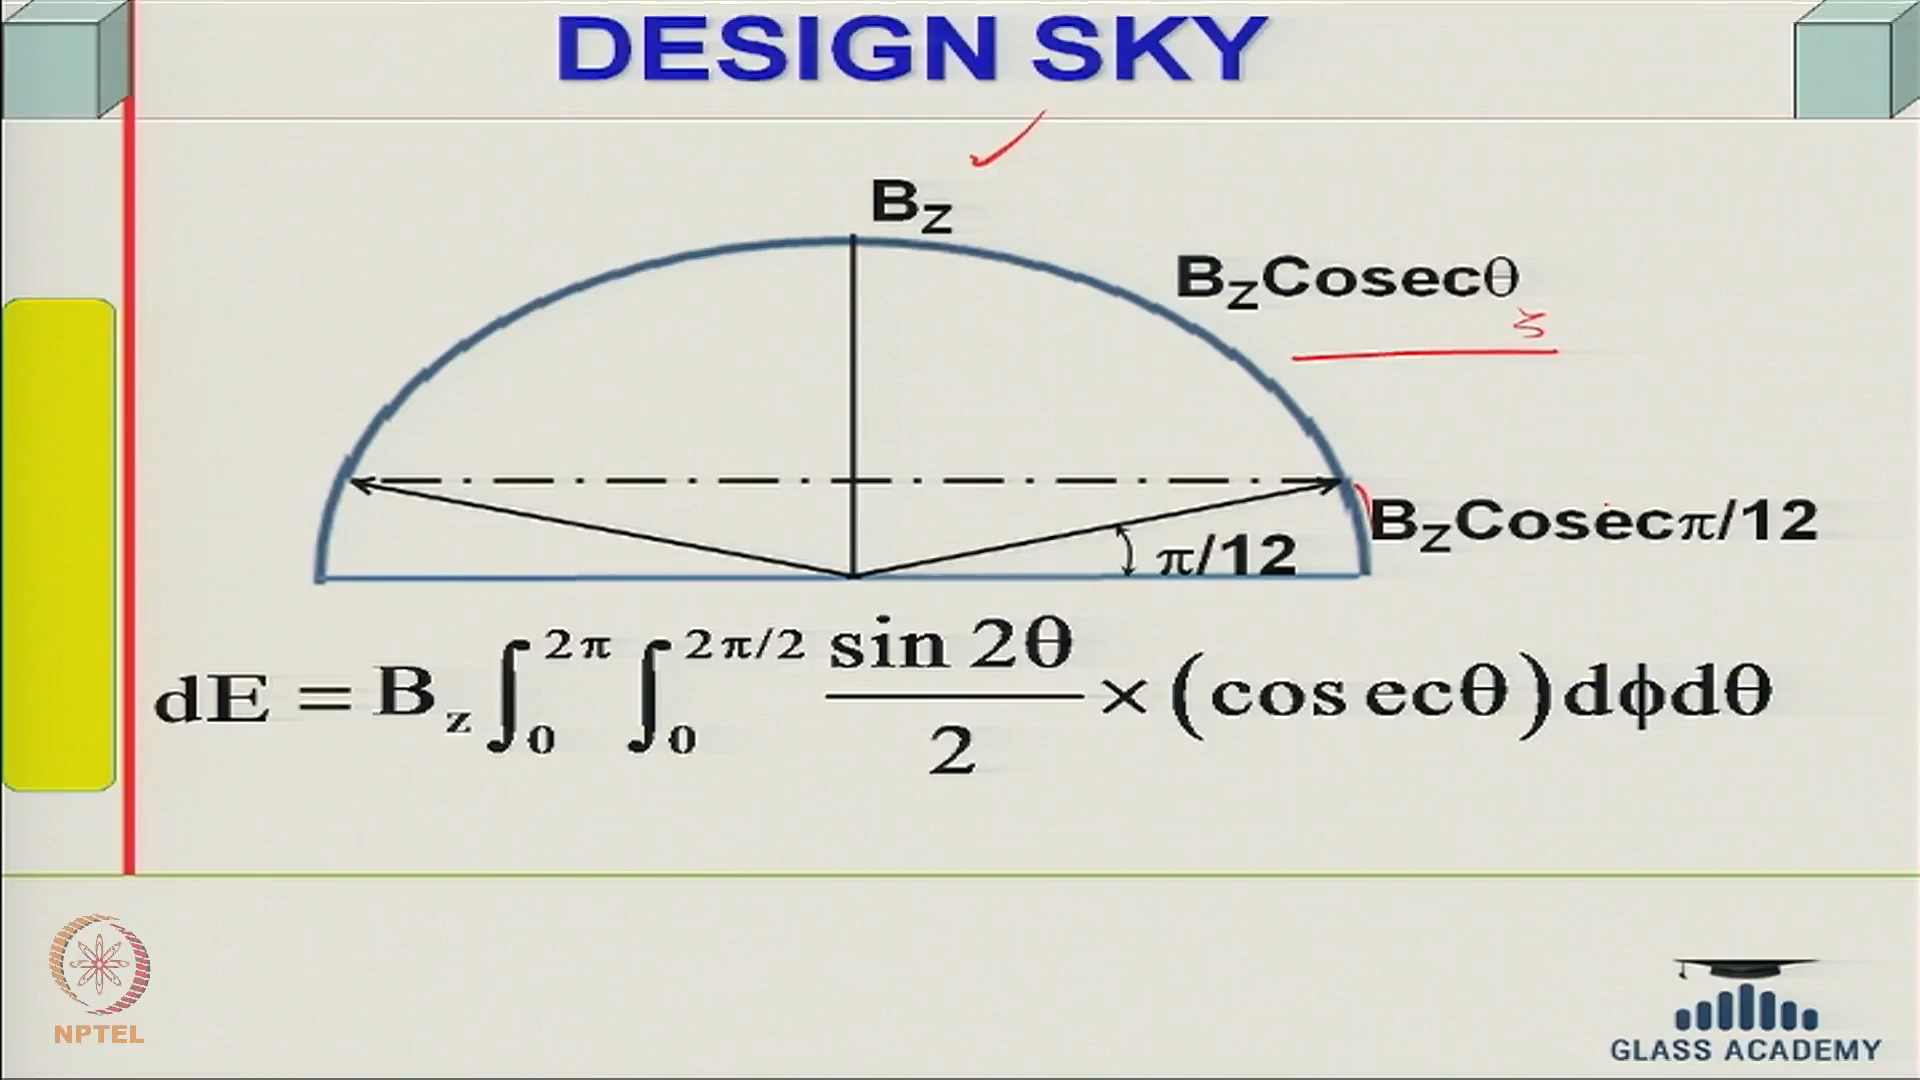 DESIGN SKY
B_Z
B_ZCosecθ
B_ZCosecπ/12
π/12
dE = B_z ∫_0^{2π} ∫_0^{2π/2} \frac{sin 2θ}{2} × (cos ecθ)dϕdθ
NPTEL
GLASS ACADEMY